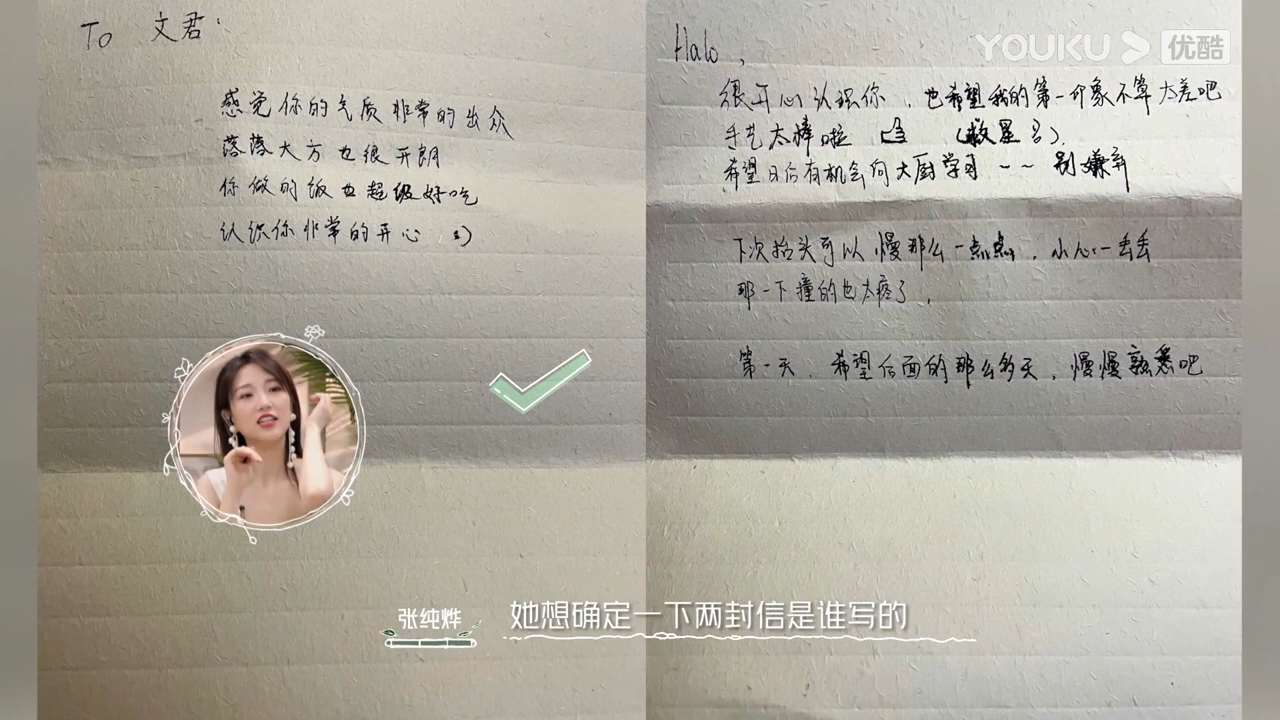 To 文君:
感觉你的气质非常的出众
落落大方也很开朗
你做的饭也超级好吃
认识你非常的开心 :)
YOUKU 优酷
Halo,
很开心认识你，也希望我的第一印象不算太差吧
手艺太棒啦 (救星
希望日后有机会向大厨学习 ~~ 别嫌弃
下次抬头可以慢那么一点点，小心一丢丢
那一下撞的也太疼了，
第一天，希望后面的那么多天，慢慢熟悉吧
张纯烨 她想确定一下两封信是谁写的